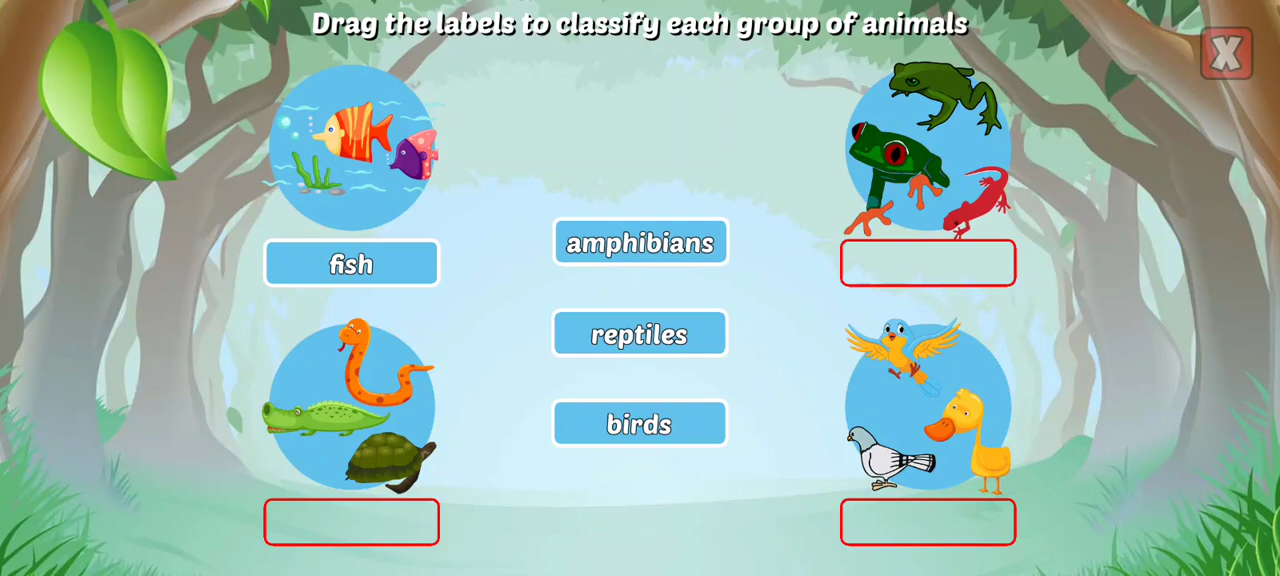 Drag the labels to classify each group of animals
X
fish
amphibians
reptiles
birds